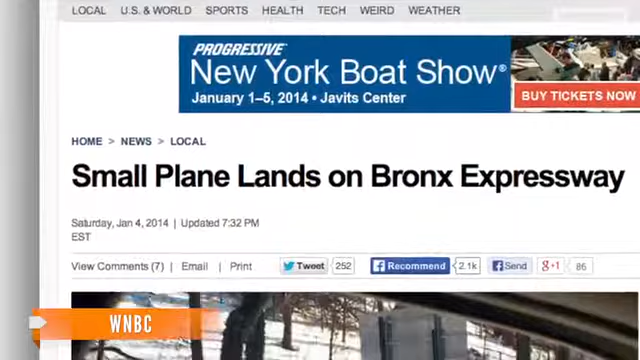 LOCAL U.S. & WORLD SPORTS HEALTH TECH WEIRD WEATHER
PROGRESSIVE
New York Boat Show®
January 1–5, 2014 • Javits Center
BUY TICKETS NOW
HOME > NEWS > LOCAL
Small Plane Lands on Bronx Expressway
Saturday, Jan 4, 2014 | Updated 7:32 PM
EST
View Comments (7) | Email | Print Tweet 252 Recommend 2.1k Send +1 86
WNBC